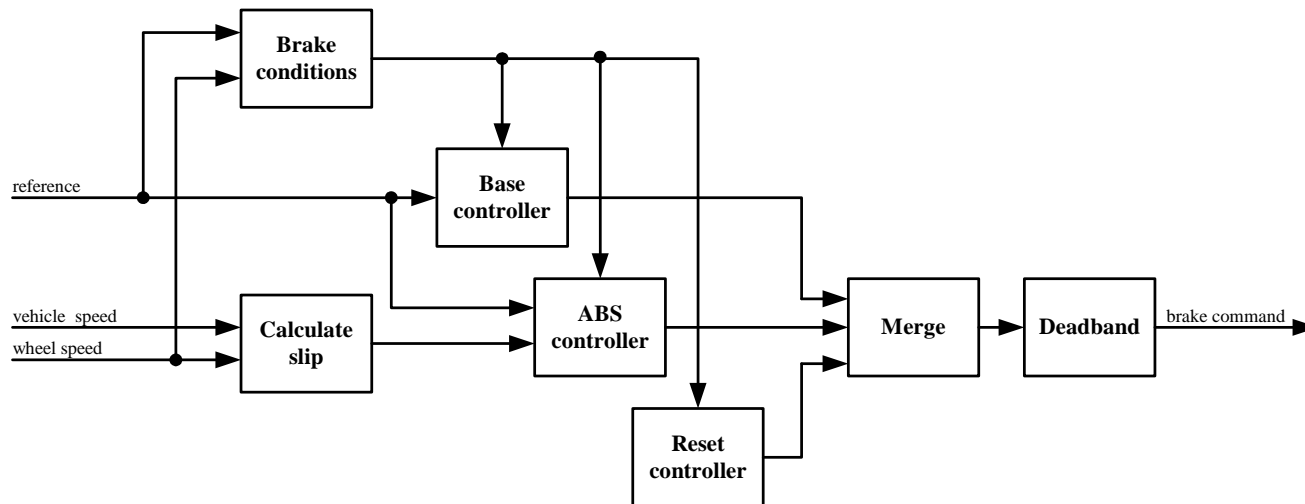 Brake
conditions
reference
Base
controller
vehicle speed
wheel speed
Calculate
slip
ABS
controller
Merge
Deadband
brake command
Reset
controller